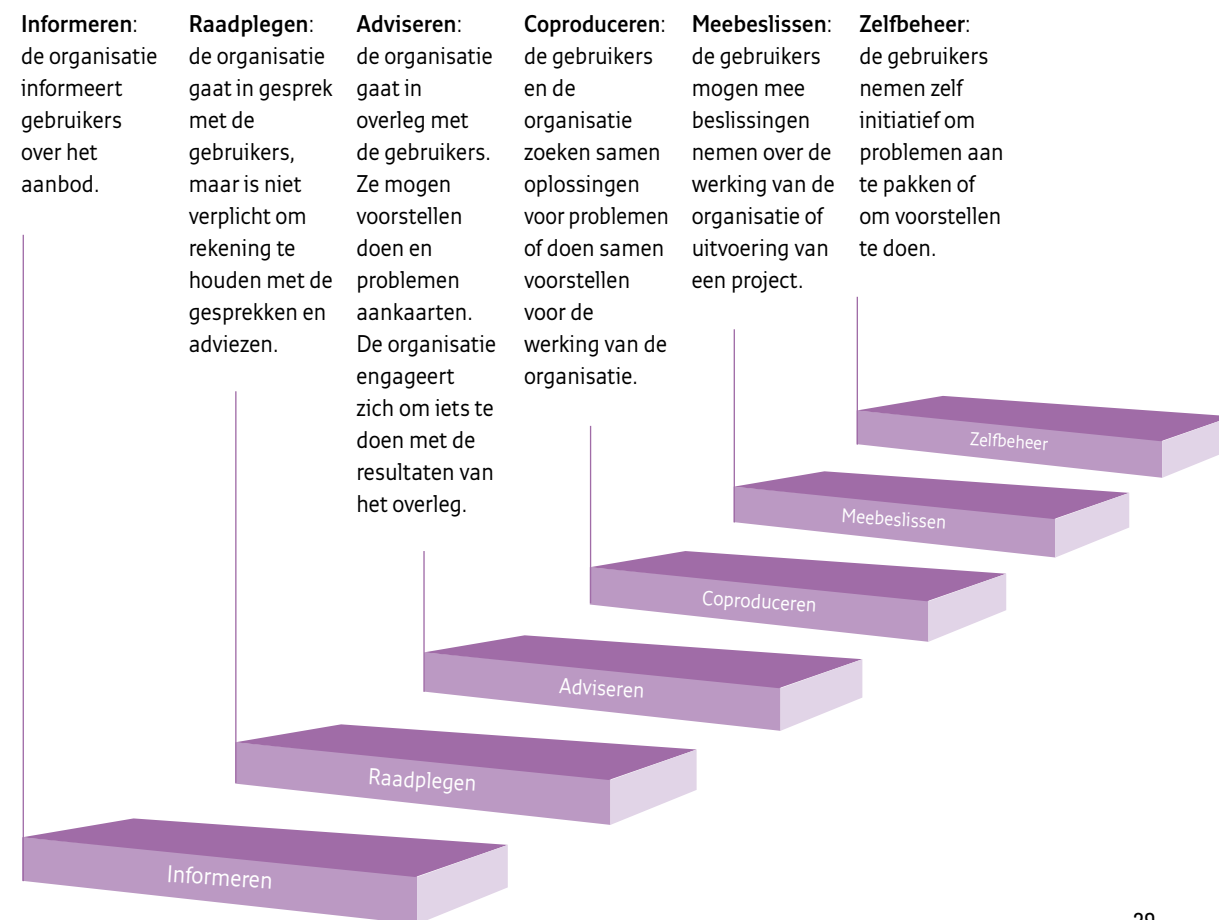 Informeren:
de organisatie
informeert
gebruikers
over het
aanbod.
Raadplegen:
de organisatie
gaat in gesprek
met de
gebruikers,
maar is niet
verplicht om
rekening te
houden met de
gesprekken en
adviezen.
Adviseren:
de organisatie
gaat in
overleg met
de gebruikers.
Ze mogen
voorstellen
doen en
problemen
aankaarten.
De organisatie
engageert
zich om iets te
doen met de
resultaten van
het overleg.
Coproduceren:
de gebruikers
en de
organisatie
zoeken samen
oplossingen
voor problemen
of doen samen
voorstellen
voor de
werking van de
organisatie.
Meebeslissen:
de gebruikers
mogen mee
beslissingen
nemen over de
werking van de
organisatie of
uitvoering van
een project.
Zelfbeheer:
de gebruikers
nemen zelf
initiatief om
problemen aan
te pakken of
om voorstellen
te doen.
Zelfbeheer
Meebeslissen
Coproduceren
Adviseren
Raadplegen
Informeren